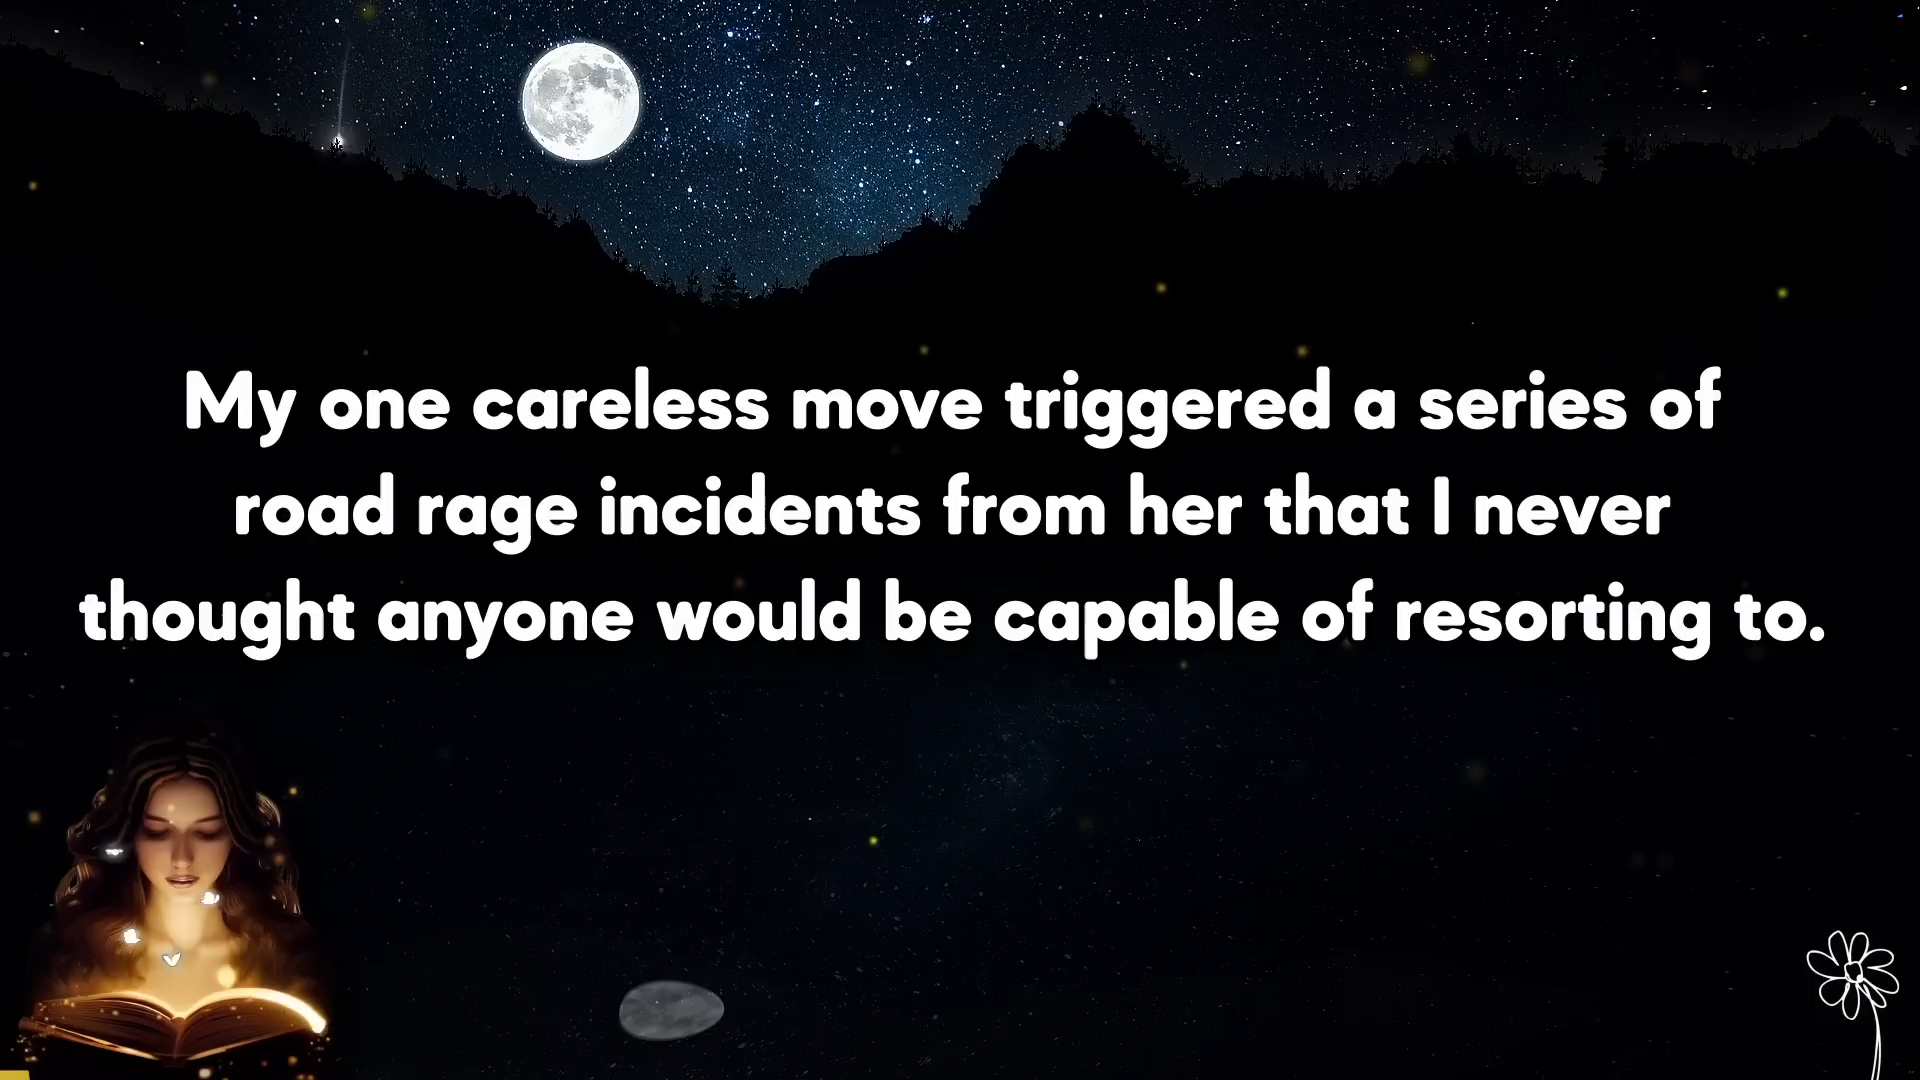 My one careless move triggered a series of
road rage incidents from her that I never
thought anyone would be capable of resorting to.